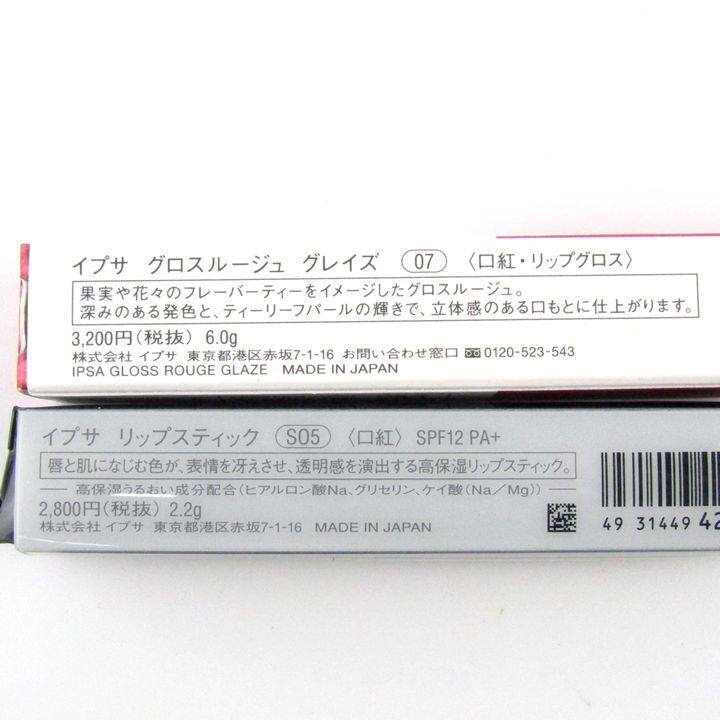 イプサ グロスルージュ グレイズ 07 〈口紅・リップグロス〉
果実や花々のフレーバーティーをイメージしたグロスルージュ。
深みのある発色と、ティーリーフパールの輝きで、立体感のある口もとに仕上がります。
3,200円(税抜) 6.0g
株式会社 イプサ 東京都港区赤坂7-1-16 お問い合わせ窓口 0120-523-543
IPSA GLOSS ROUGE GLAZE MADE IN JAPAN
イプサ リップスティック S05 〈口紅〉 SPF12 PA+
唇と肌になじむ色が、表情を冴えさせ、透明感を演出する高保湿リップスティック。
高保湿うるおい成分配合(ヒアルロン酸Na、グリセリン、ケイ酸(Na/Mg))
2,800円(税抜) 2.2g
株式会社 イプサ 東京都港区赤坂7-1-16 MADE IN JAPAN
49 31449 42